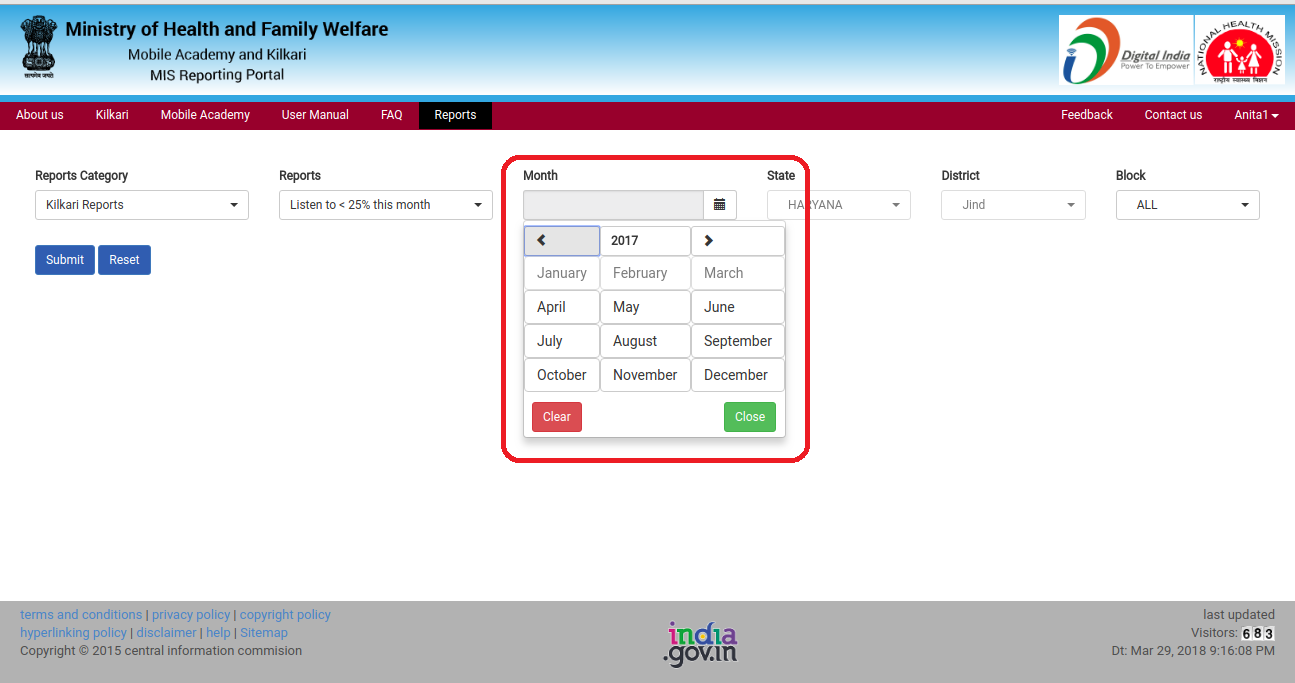 Ministry of Health and Family Welfare
Mobile Academy and Kilkari
MIS Reporting Portal
सत्यमेव जयते
Digital India
Power To Empower
NATIONAL HEALTH MISSION
राष्ट्रीय स्वास्थ्य मिशन
About us Kilkari Mobile Academy User Manual FAQ Reports Feedback Contact us Anita1
Reports Category Reports Month State District Block
Kilkari Reports Listen to < 25% this month HARYANA Jind ALL
2017
Submit Reset
January February March
April May June
July August September
October November December
Clear Close
terms and conditions | privacy policy | copyright policy
hyperlinking policy | disclaimer | help | Sitemap
Copyright © 2015 central information commision
india
.gov.in
last updated
Visitors: 683
Dt: Mar 29, 2018 9:16:08 PM